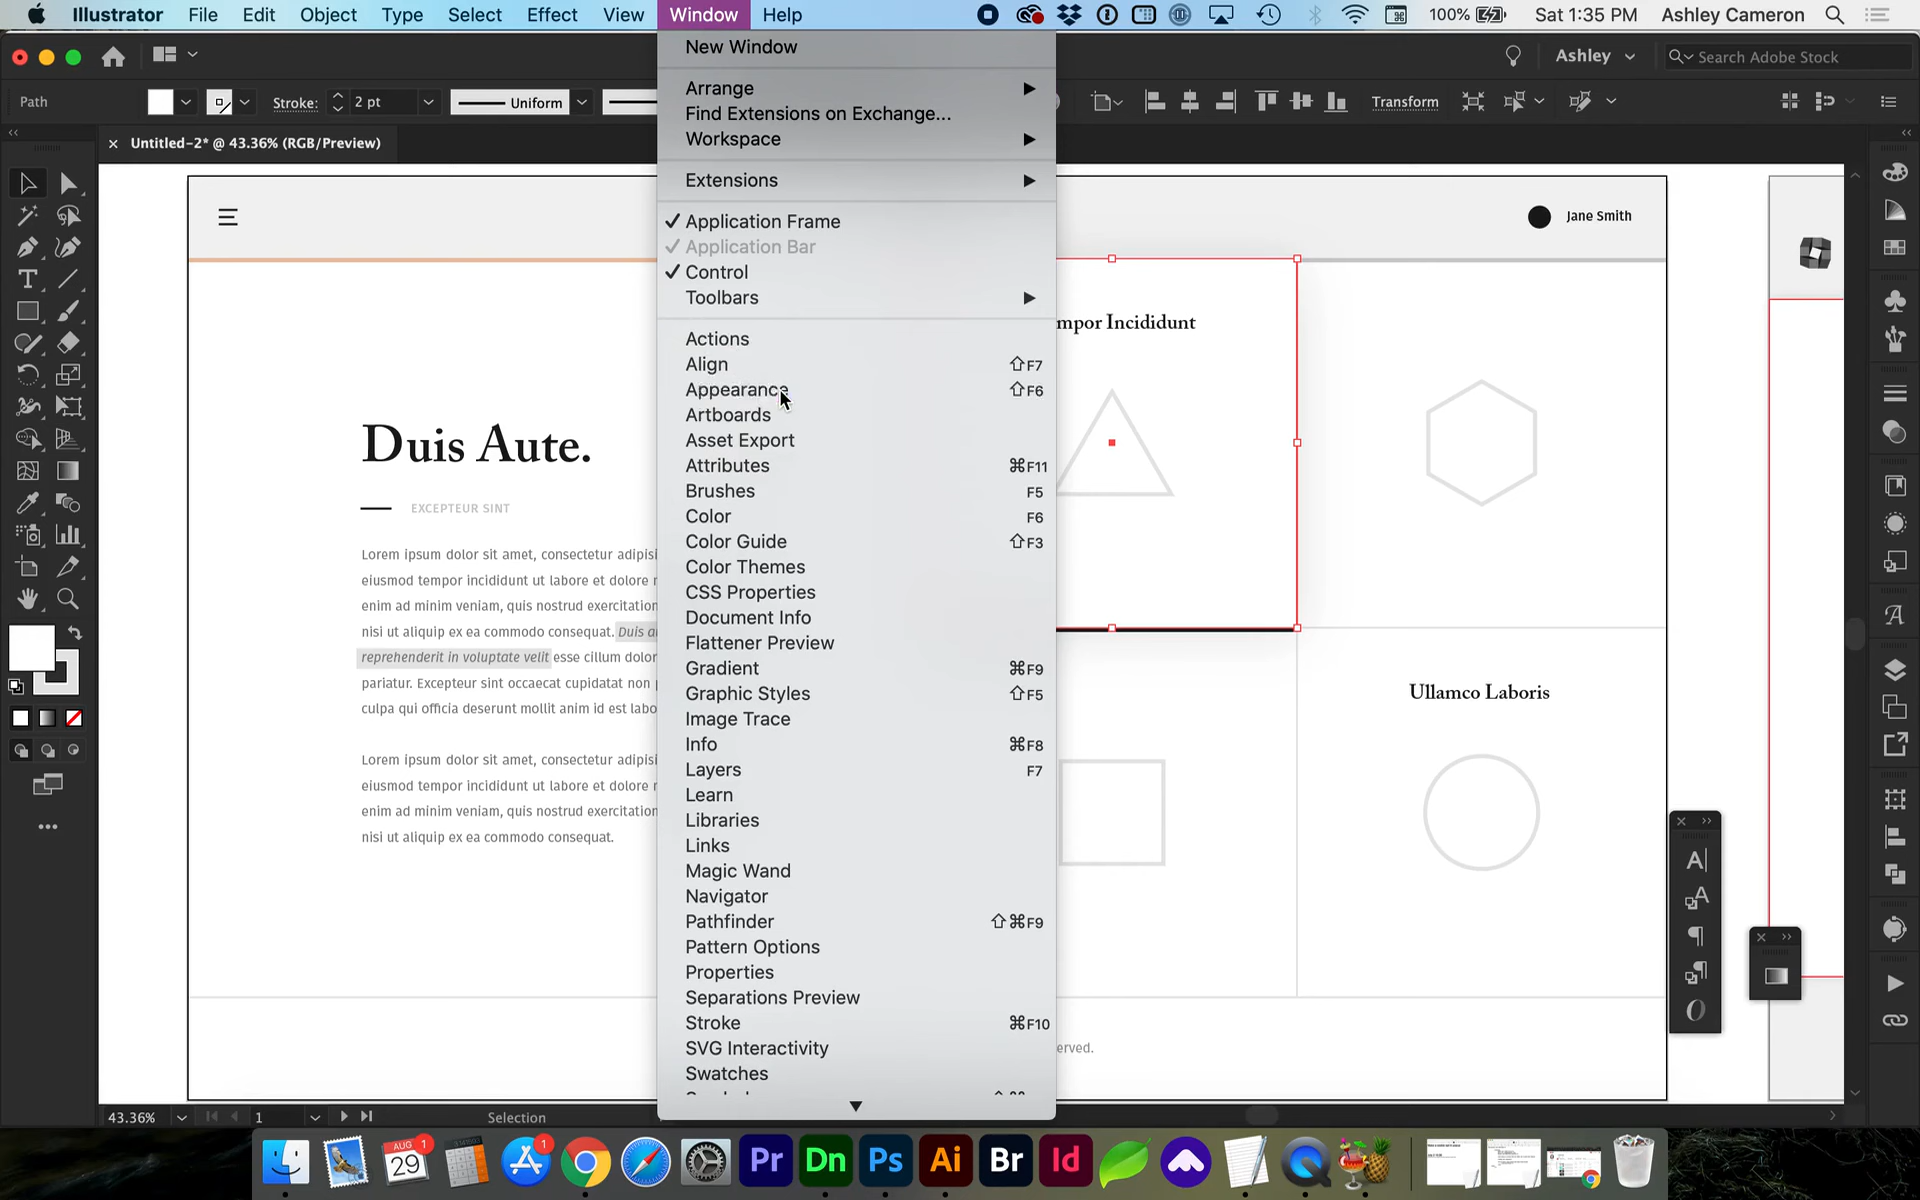 Illustrator File Edit Object Type Select Effect View Window Help
100% Sat 1:35 PM Ashley Cameron
Ashley
Search Adobe Stock
Path
Stroke: 2 pt Uniform
Transform
Untitled-2* @ 43.36% (RGB/Preview)
New Window
Arrange
Find Extensions on Exchange...
Workspace
Extensions
Application Frame
Application Bar
Control
Toolbars
Actions
Align ⇧F7
Appearance ⇧F6
Artboards
Asset Export
Attributes ⌘F11
Brushes F5
Color F6
Color Guide ⇧F3
Color Themes
CSS Properties
Document Info
Flattener Preview
Gradient ⌘F9
Graphic Styles ⇧F5
Image Trace
Info ⌘F8
Layers F7
Learn
Libraries
Links
Magic Wand
Navigator
Pathfinder ⇧⌘F9
Pattern Options
Properties
Separations Preview
Stroke ⌘F10
SVG Interactivity
Swatches
Jane Smith
Duis Aute.
EXCEPTEUR SINT
Lorem ipsum dolor sit amet, consectetur adipisi
eiusmod tempor incididunt ut labore et dolore
enim ad minim veniam, quis nostrud exercitation
nisi ut aliquip ex ea commodo consequat. Duis
reprehenderit in voluptate velit esse cillum dolor
pariatur. Excepteur sint occaecat cupidatat non
culpa qui officia deserunt mollit anim id est labo
Lorem ipsum dolor sit amet, consectetur adipisi
eiusmod tempor incididunt ut labore et dolore
enim ad minim veniam, quis nostrud exercitation
nisi ut aliquip ex ea commodo consequat.
mpor Incididunt
Ullamco Laboris
erved.
43.36% 1 Selection
AUG 29 1
1
Pr Dn Ps Ai Br Id